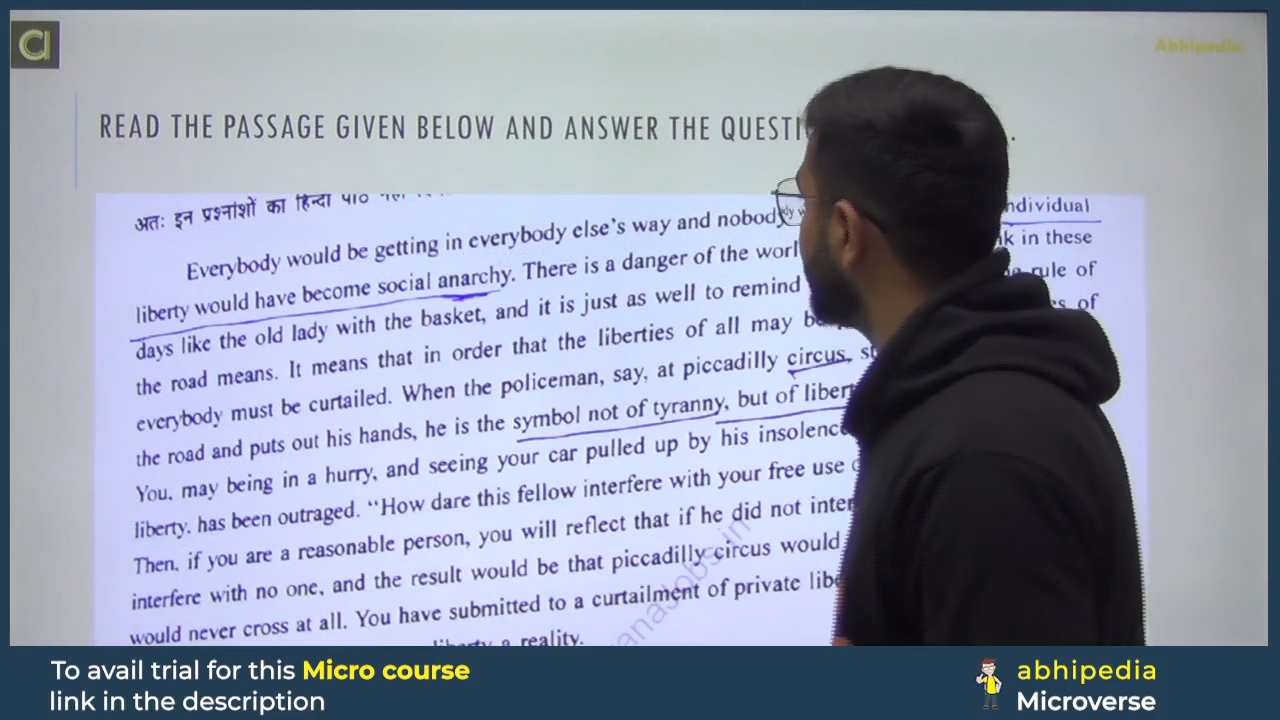 a
Abhipedia
READ THE PASSAGE GIVEN BELOW AND ANSWER THE
अतः इन प्रश्नांशों का हिन्दी पाठ
Everybody would be getting in everybody else's way and nobody individual
liberty would have become social anarchy. There is a danger of the in these
days like the old lady with the basket, and it is just as well to remind rule of
the road means. It means that in order that the liberties of all may of
everybody must be curtailed. When the policeman, say, at piccadilly circus,
the road and puts out his hands, he is the symbol not of tyranny, but of
You, may being in a hurry, and seeing your car pulled up by his
liberty. has been outraged. "How dare this fellow interfere with your free use
Then, if you are a reasonable person, you will reflect that if he did not
interfere with no one, and the result would be that piccadilly circus would
would never cross at all. You have submitted to a curtailment of private
liberty a reality.
To avail trial for this Micro course
link in the description
abhipedia
Microverse